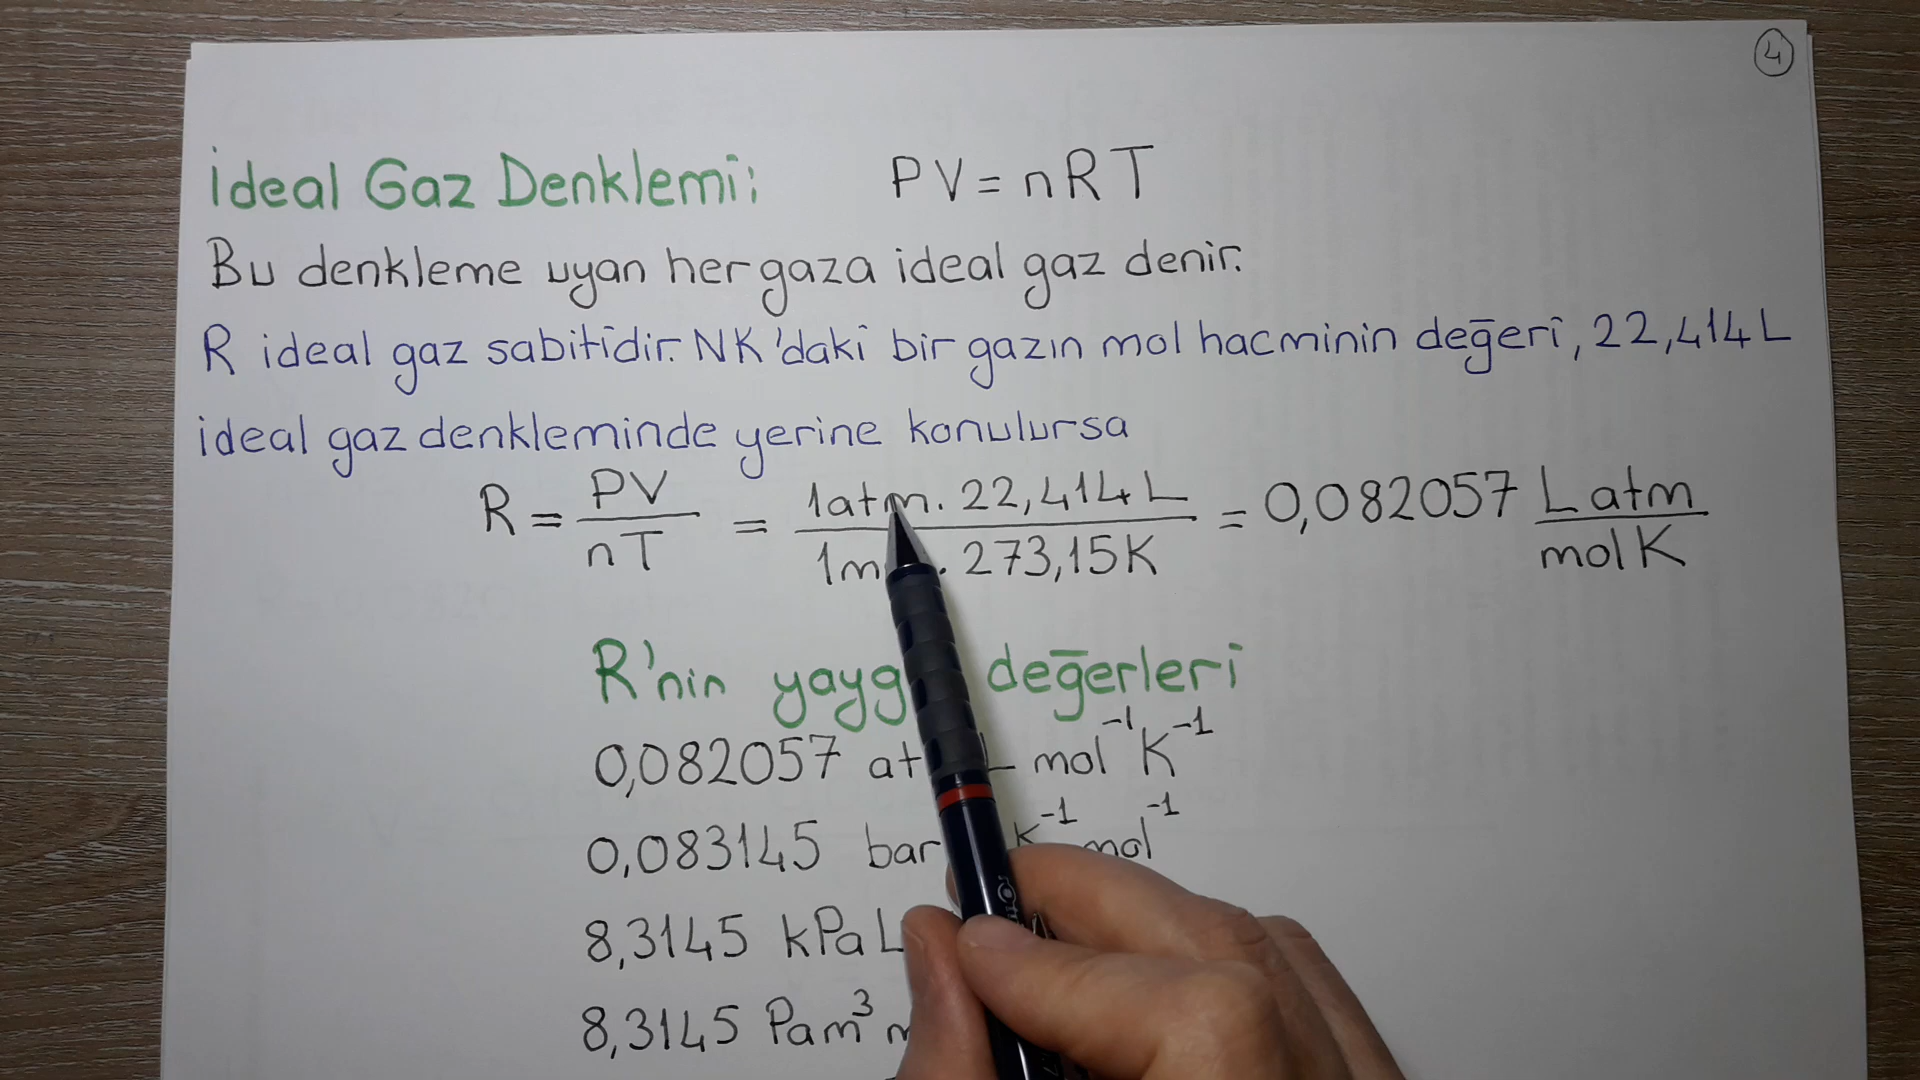 4
İdeal Gaz Denklemi: PV = nRT
Bu denkleme uyan her gaza ideal gaz denir.
R ideal gaz sabitidir. NK'daki bir gazın mol hacminin değeri, 22,414 L
ideal gaz denkleminde yerine konulursa
R = PV/nT = 1atm. 22,414 L / 1m . 273,15K = 0,082057 L atm / mol K
R'nin değerleri
0,082057 L mol⁻¹ K⁻¹
0,083145 bar K⁻¹ mol⁻¹
8,3145 kPa L
8,3145 Pa m³